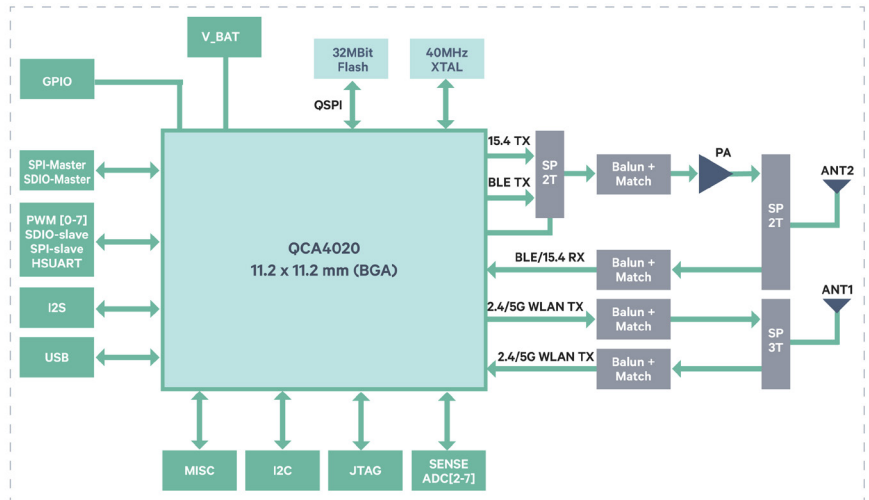 V_BAT
GPIO
32MBit
Flash
40MHz
XTAL
QSPI
SPI-Master
SDIO-Master
PWM [0-7]
SDIO-slave
SPI-slave
HSUART
I2S
USB
QCA4020
11.2 x 11.2 mm (BGA)
15.4 TX
BLE TX
SP
2T
Balun +
Match
PA
SP
2T
ANT2
BLE/15.4 RX
Balun +
Match
2.4/5G WLAN TX
Balun +
Match
2.4/5G WLAN TX
Balun +
Match
SP
3T
ANT1
MISC
I2C
JTAG
SENSE
ADC[2-7]